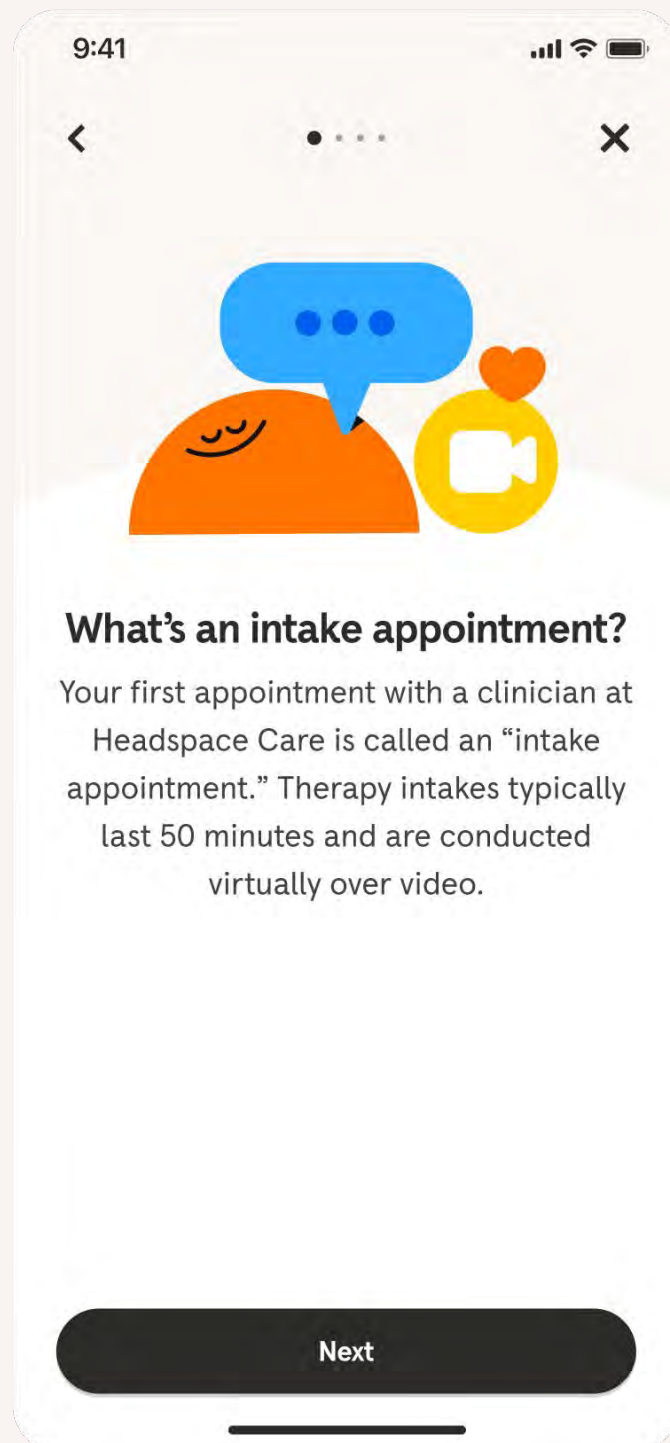 9:41
What’s an intake appointment?
Your first appointment with a clinician at
Headspace Care is called an “intake
appointment.” Therapy intakes typically
last 50 minutes and are conducted
virtually over video.
Next